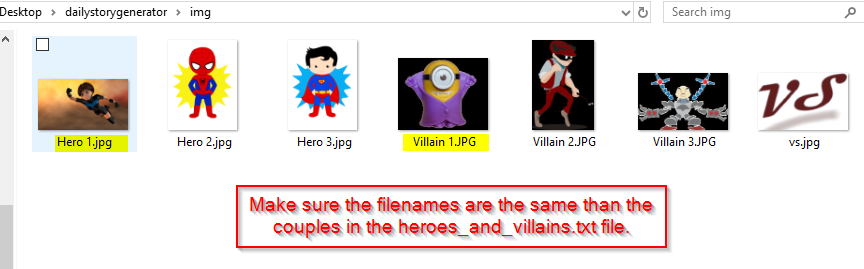 Desktop > dailystorygenerator > img
Search img
Hero 1.jpg
Hero 2.jpg
Hero 3.jpg
Villain 1.JPG
Villain 2.JPG
Villain 3.JPG
VS
vs.jpg
Make sure the filenames are the same than the
couples in the heroes_and_villains.txt file.